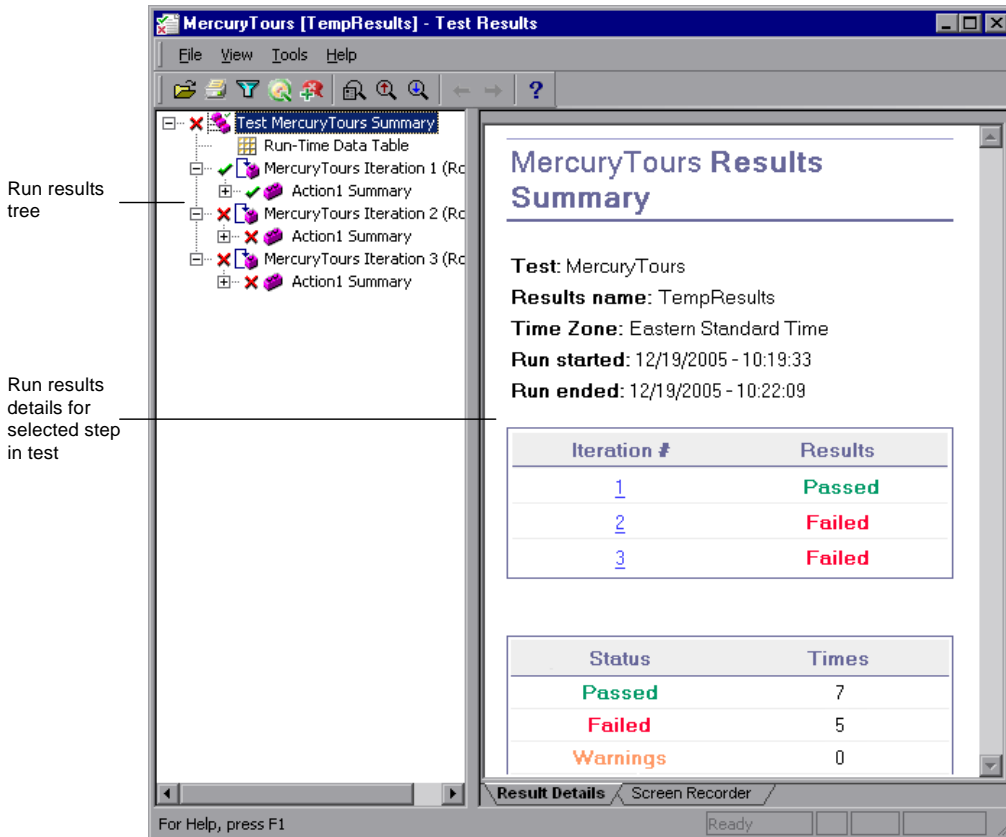 MercuryTours [TempResults] - Test Results
File View Tools Help
?
Test MercuryTours Summary
Run-Time Data Table
MercuryTours Iteration 1 (Ro
Action1 Summary
MercuryTours Iteration 2 (Ro
Action1 Summary
MercuryTours Iteration 3 (Ro
Action1 Summary
Run results
tree
Run results
details for
selected step
in test
MercuryTours Results
Summary
Test: MercuryTours
Results name: TempResults
Time Zone: Eastern Standard Time
Run started: 12/19/2005 - 10:19:33
Run ended: 12/19/2005 - 10:22:09
Iteration # Results
1 Passed
2 Failed
3 Failed
Status Times
Passed 7
Failed 5
Warnings 0
Result Details Screen Recorder
For Help, press F1
Ready